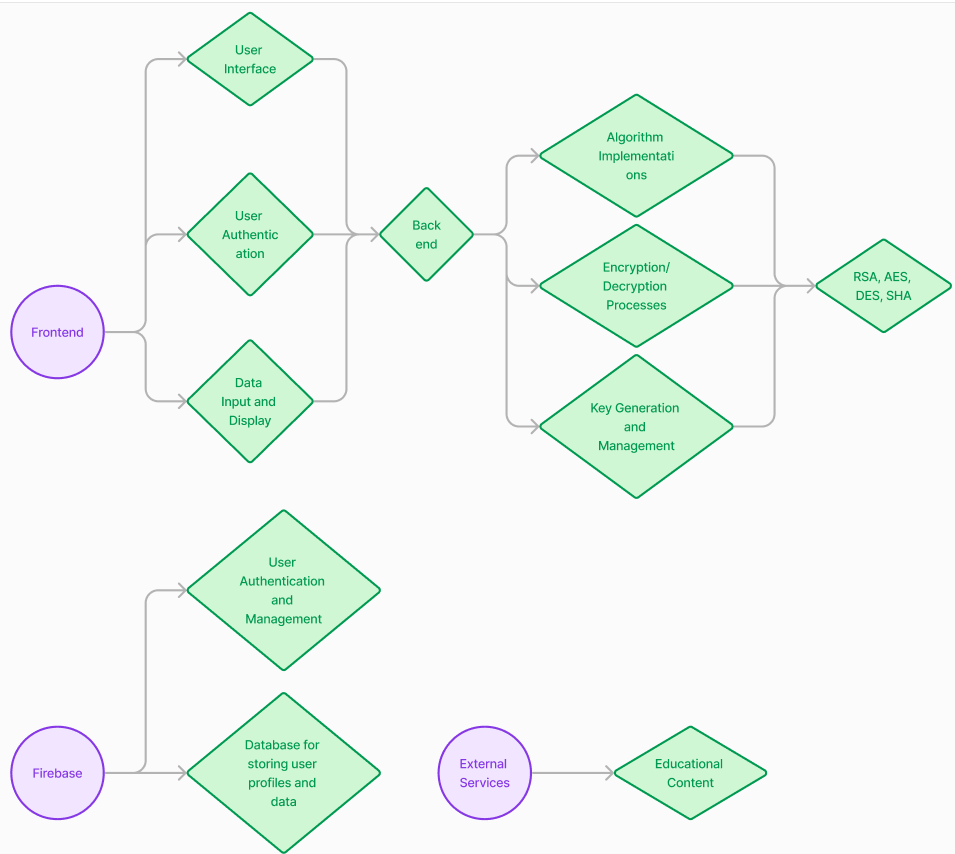 User
Interface
User
Authentic
ation
Data
Input and
Display
Frontend
Back
end
Algorithm
Implementati
ons
Encryption/
Decryption
Processes
Key Generation
and
Management
RSA, AES,
DES, SHA
User
Authentication
and
Management
Firebase
Database for
storing user
profiles and
data
External
Services
Educational
Content